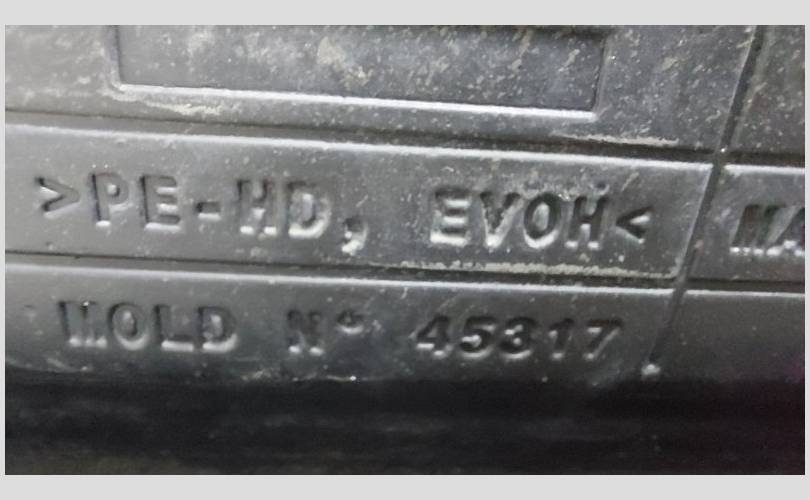 >PE-HD, EVOH<
MOLD N° 45317